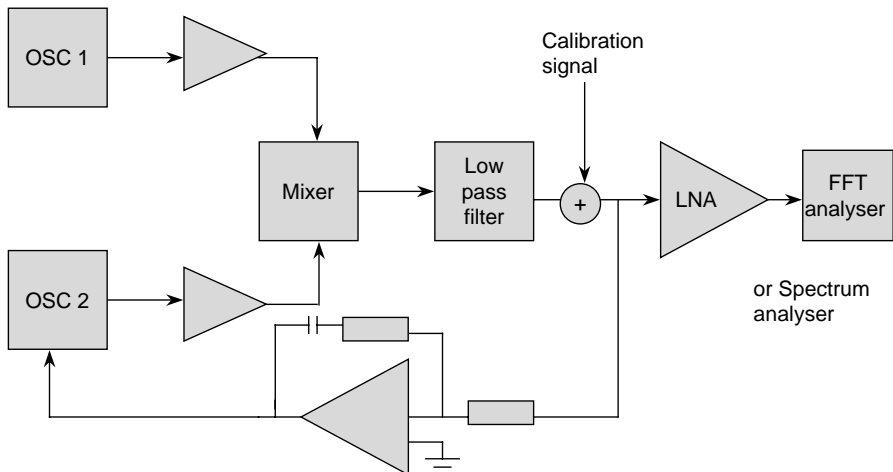 OSC 1
Calibration
signal
Mixer
Low
pass
filter
+
LNA
FFT
analyser
OSC 2
or Spectrum
analyser